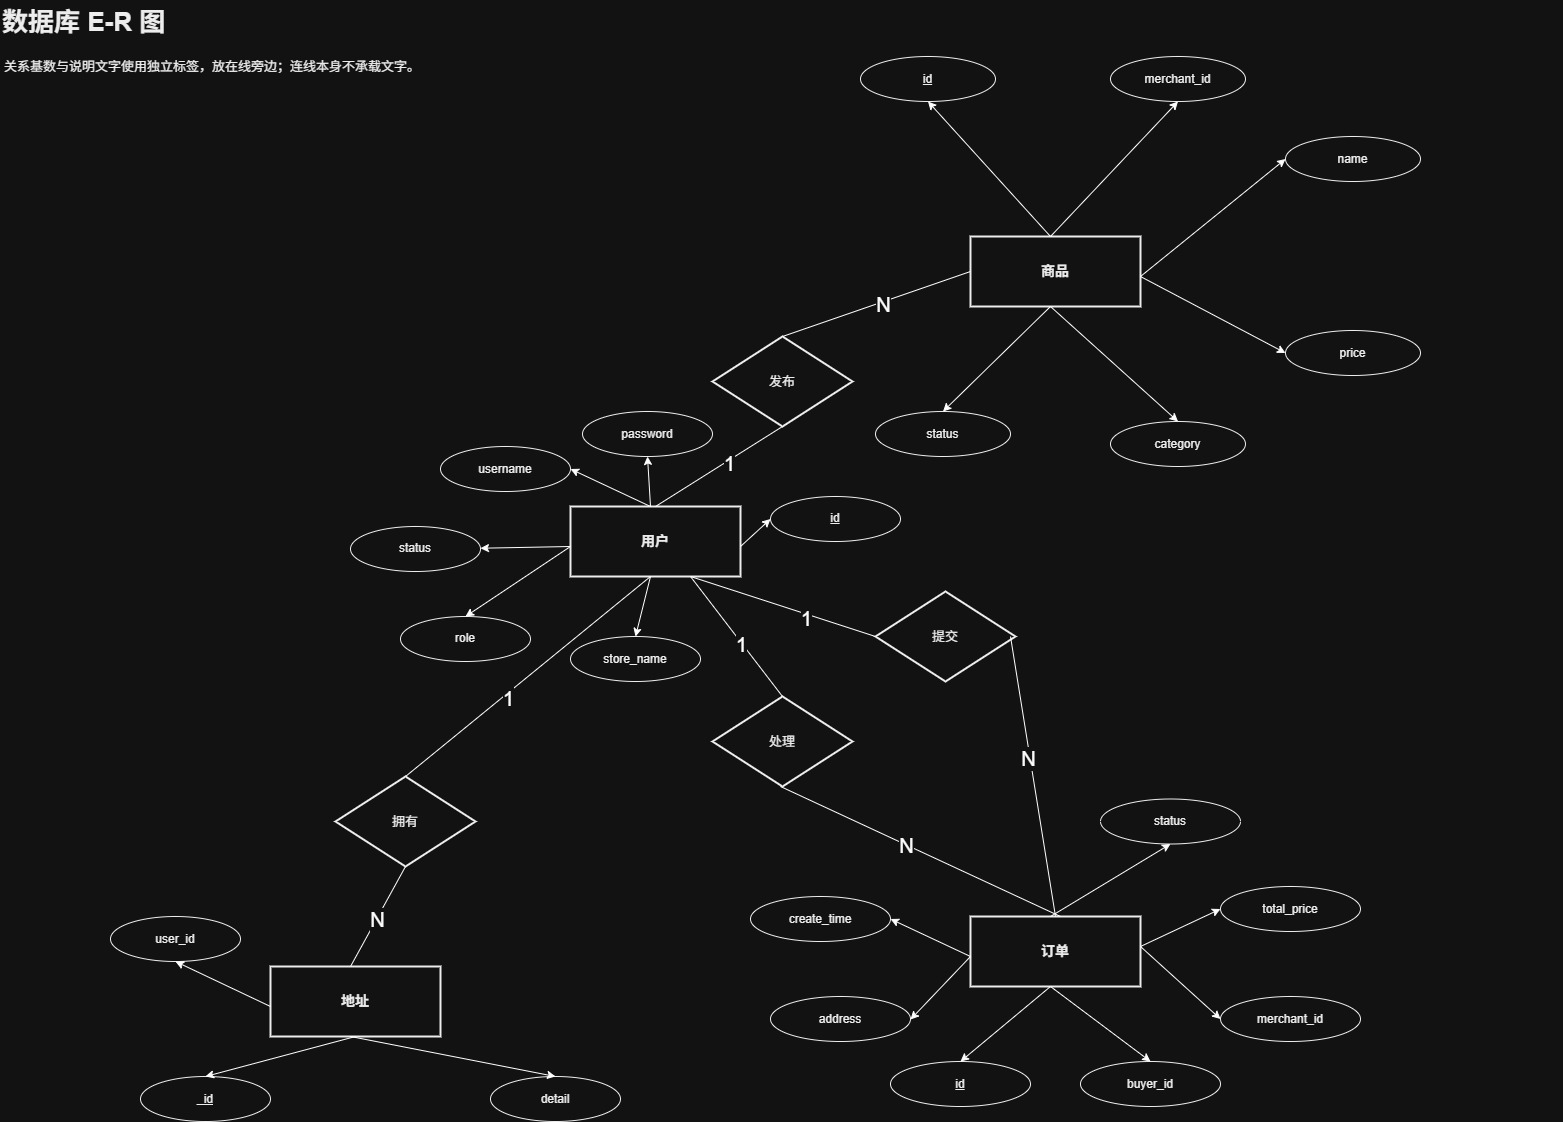 数据库 E-R 图
关系基数与说明文字使用独立标签，放在线旁边；连线本身不承载文字。
id
merchant_id
name
商品
N
price
发布
password
status
category
username
1
id
status
用户
role
store_name
1
提交
1
1
处理
N
拥有
status
N
create_time
total_price
N
user_id
订单
地址
address
merchant_id
id
buyer_id
_id
detail